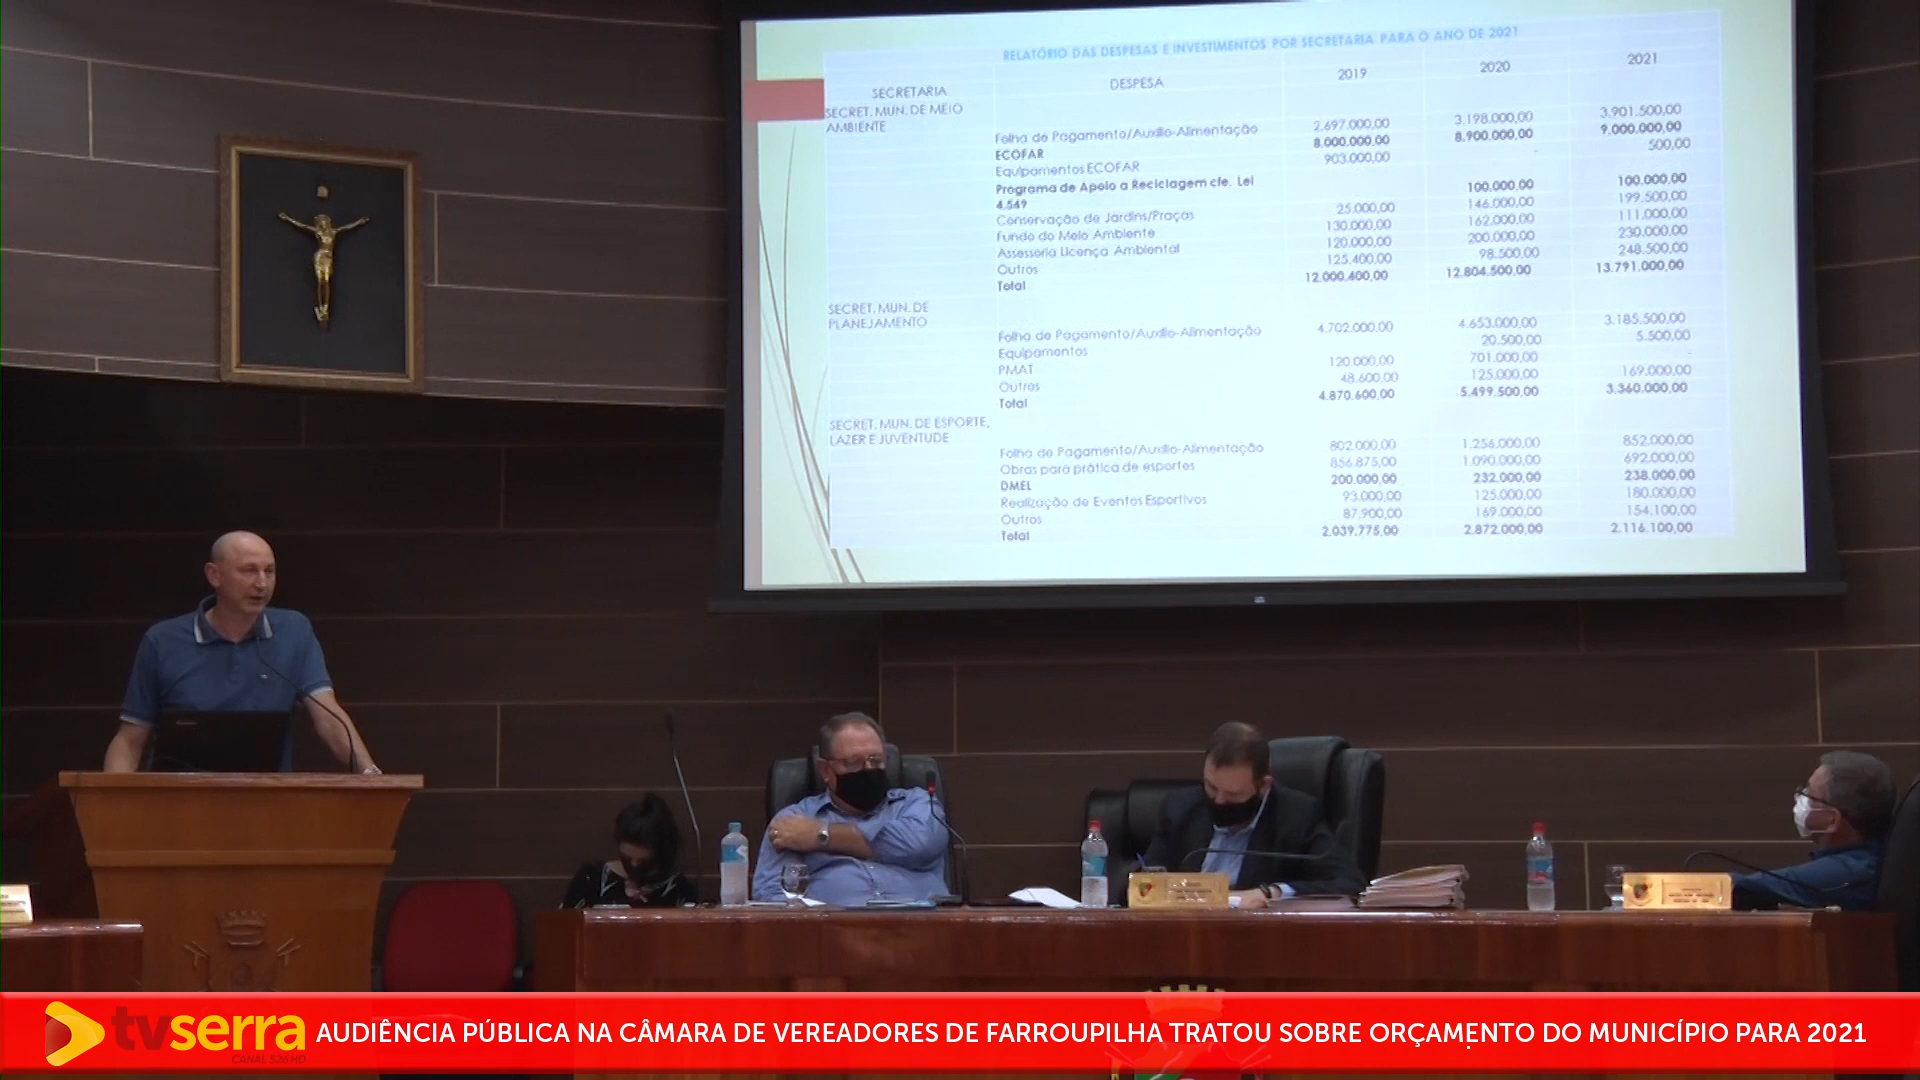 RELATÓRIO DAS DESPESAS E INVESTIMENTOS POR SECRETARIA PARA O ANO DE 2021
SECRETARIA DESPESA 2019 2020 2021
SECRET. MUN. DE MEIO
AMBIENTE
Folha de Pagamento/Auxílio-Alimentação 2.697.000,00 3.198.000,00 3.901.500,00
ECOFAR 8.000.000,00 8.900.000,00 9.000.000,00
Equipamentos ECOFAR 903.000,00 - 500,00
Programa de Apoio a Reciclagem cfe. Lei
4.549 100.000,00 100.000,00
Conservação de Jardins/Praças 25.000,00 146.000,00 199.500,00
Fundo do Meio Ambiente 130.000,00 162.000,00 111.000,00
Assessoria Licença Ambiental 120.000,00 200.000,00 230.000,00
Outros 125.400,00 98.500,00 248.500,00
Total 12.000.400,00 12.804.500,00 13.791.000,00
SECRET. MUN. DE
PLANEJAMENTO
Folha de Pagamento/Auxílio-Alimentação 4.702.000,00 4.653.000,00 3.185.500,00
Equipamentos 20.500,00 5.500,00
PMAT 120.000,00 701.000,00 -
Outros 48.600,00 125.000,00 169.000,00
Total 4.870.600,00 5.499.500,00 3.360.000,00
SECRET. MUN. DE ESPORTE,
LAZER E JUVENTUDE
Folha de Pagamento/Auxílio-Alimentação 802.000,00 1.256.000,00 852.000,00
Obras para prática de esportes 856.875,00 1.090.000,00 692.000,00
DMEL 200.000,00 232.000,00 238.000,00
Realização de Eventos Esportivos 93.000,00 125.000,00 180.000,00
Outros 87.900,00 169.000,00 154.100,00
Total 2.039.775,00 2.872.000,00 2.116.100,00
tvserra
CANAL 526 HD
AUDIÊNCIA PÚBLICA NA CÂMARA DE VEREADORES DE FARROUPILHA TRATOU SOBRE ORÇAMENTO DO MUNICÍPIO PARA 2021